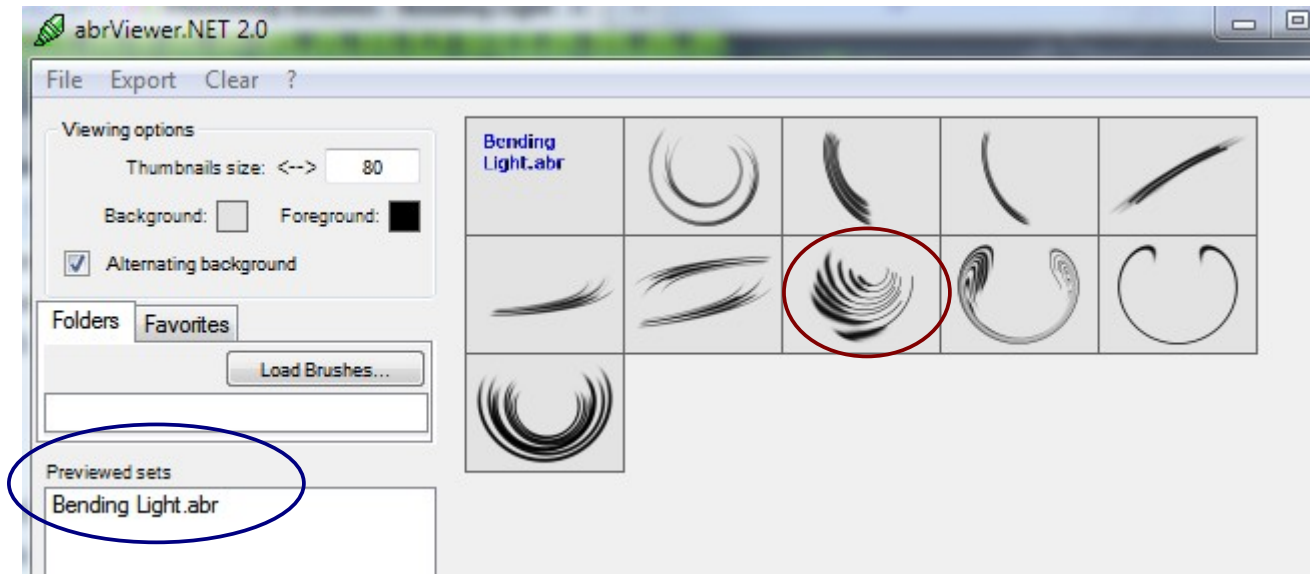 abrViewer.NET 2.0
File Export Clear ?
Viewing options
Thumbnails size: <--> 80
Background: Foreground:
Alternating background
Folders Favorites
Load Brushes...
Previewed sets
Bending Light.abr
Bending
Light.abr